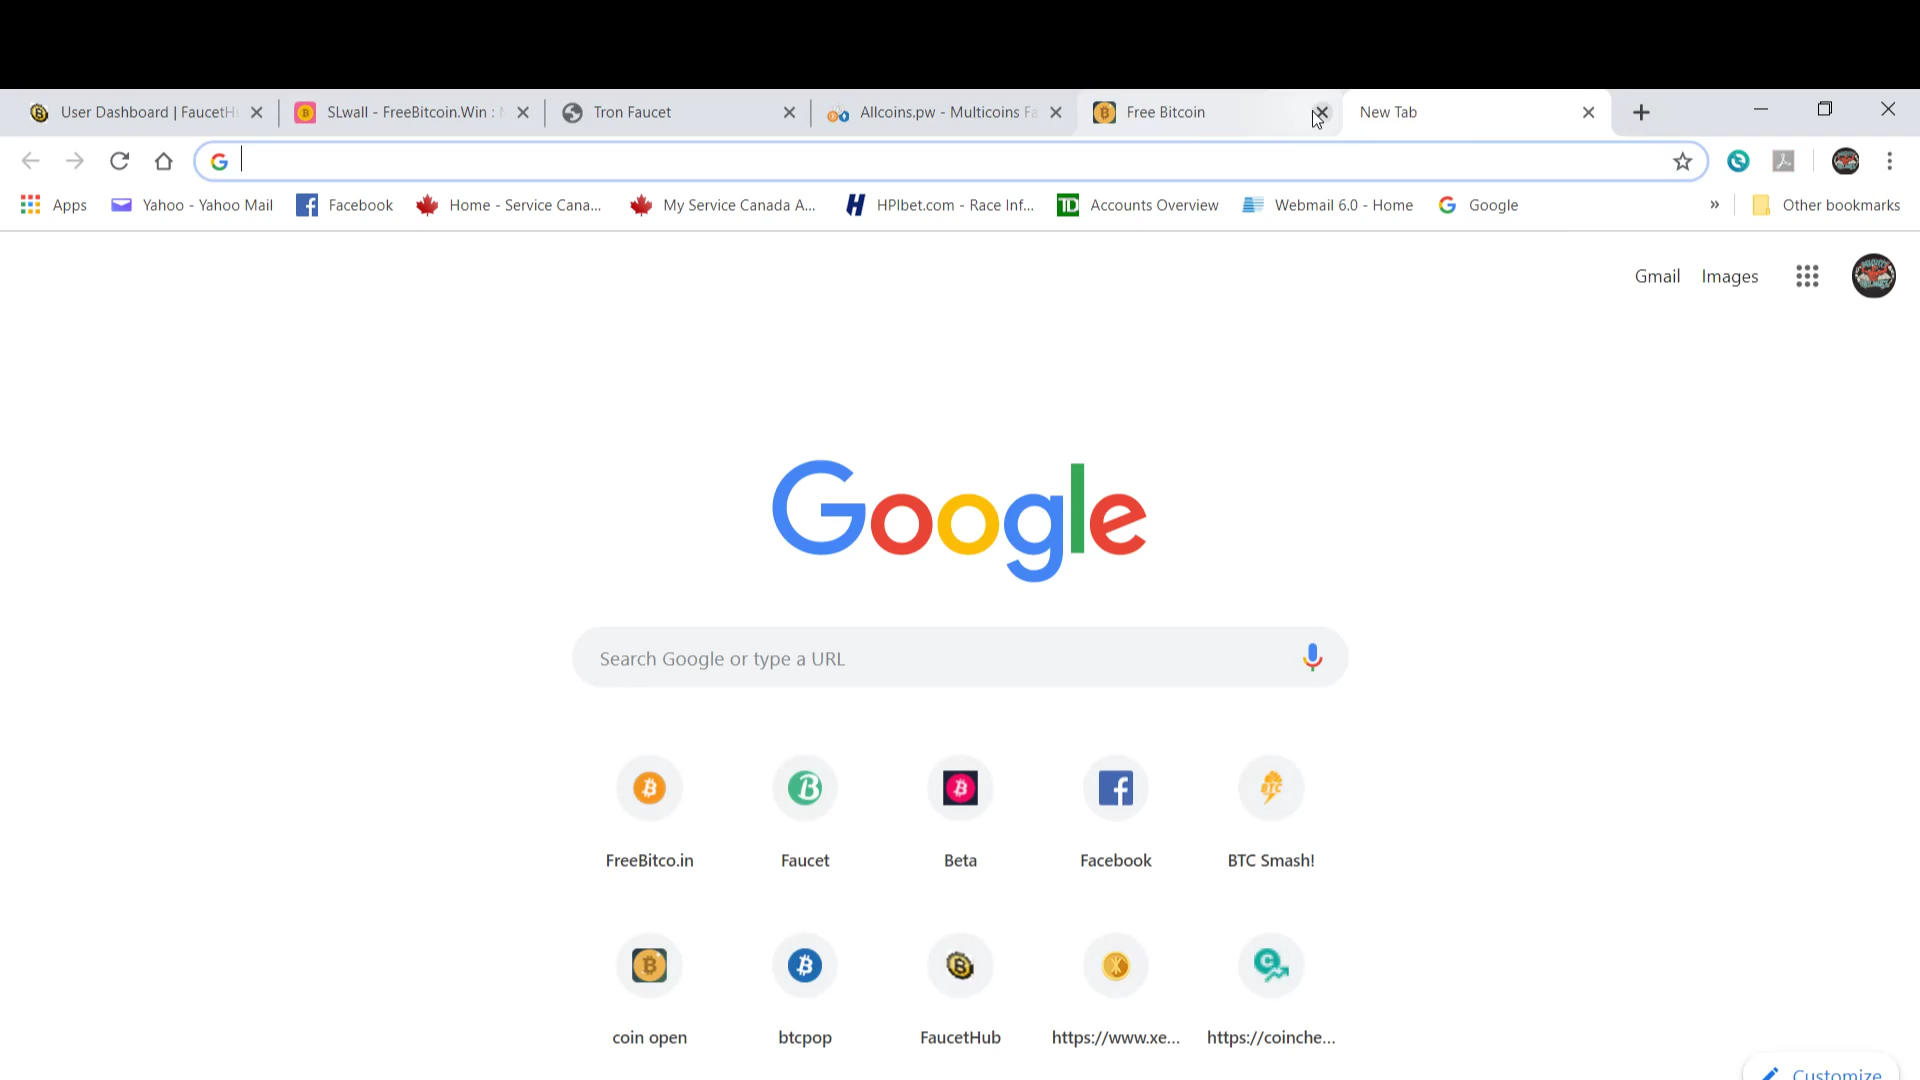 User Dashboard | FaucetH
SLwall - FreeBitcoin.Win :
Tron Faucet
Allcoins.pw - Multicoins Fa
Free Bitcoin
New Tab
Apps
Yahoo - Yahoo Mail
Facebook
Home - Service Cana...
My Service Canada A...
HPIbet.com - Race Inf...
TD
Accounts Overview
Webmail 6.0 - Home
Google
»
Other bookmarks
Gmail
Images
Google
Search Google or type a URL
FreeBitco.in
Faucet
Beta
Facebook
BTC
BTC Smash!
coin open
btcpop
FaucetHub
https://www.xe...
https://coinche...
Customize